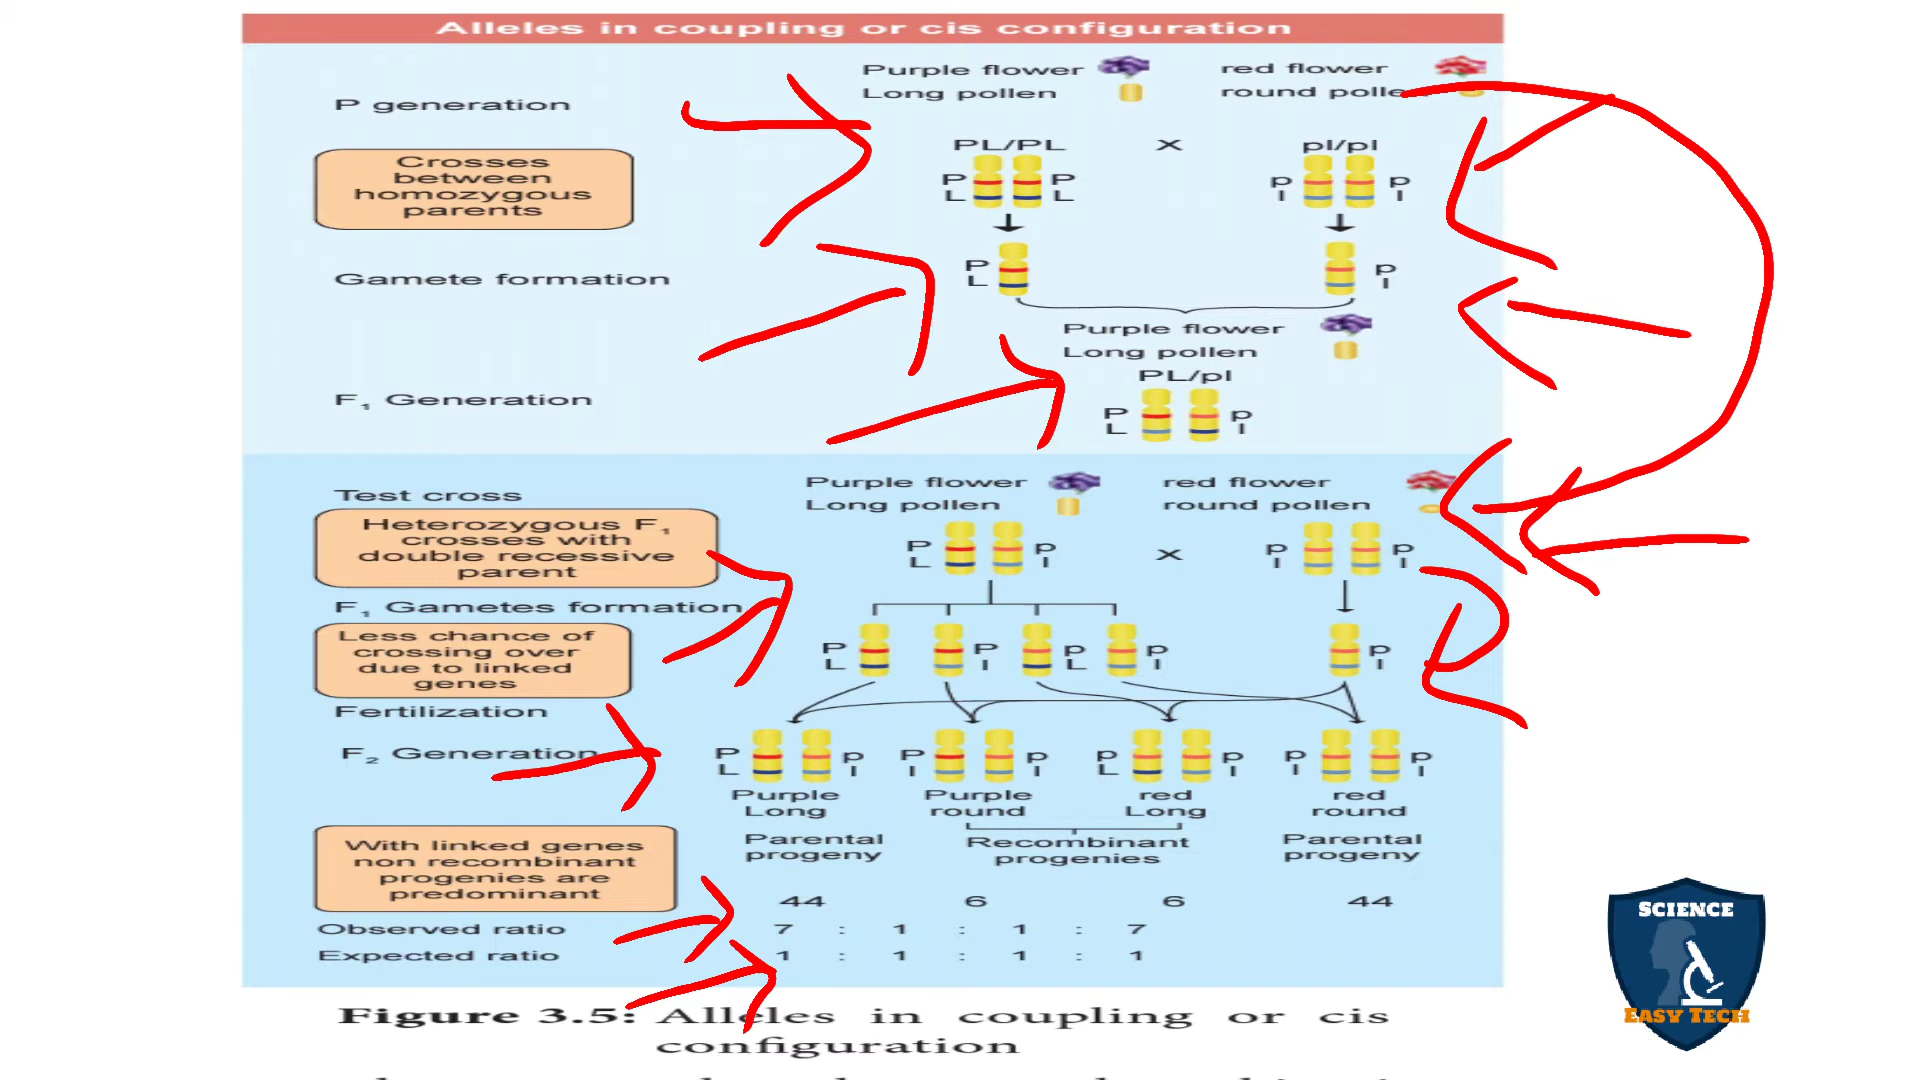 Alleles in coupling or cis configuration
Purple flower
Long pollen
red flower
round pollen
P generation
PL/PL
X
pl/pl
P P
L L
p p
l l
Crosses
between
homozygous
parents
Gamete formation
P
L
p
l
Purple flower
Long pollen
PL/pl
F1 Generation
P p
L l
Test cross
Purple flower
Long pollen
red flower
round pollen
Heterozygous F1
crosses with
double recessive
parent
P p
L l
X
p p
l l
F1 Gametes formation
Less chance of
crossing over
due to linked
genes
P P p p p
L l L l l
Fertilization
F2 Generation
P p P p p p p p
L l l l L l l l
Purple
Long
Purple
round
red
Long
red
round
Parental
progeny
Recombinant
progenies
Parental
progeny
With linked genes
non recombinant
progenies are
predominant
44 6 6 44
Observed ratio 7 : 1 : 1 : 7
Expected ratio 1 : 1 : 1 : 1
Figure 3.5: Alleles in coupling or cis
configuration
SCIENCE
EASY TECH